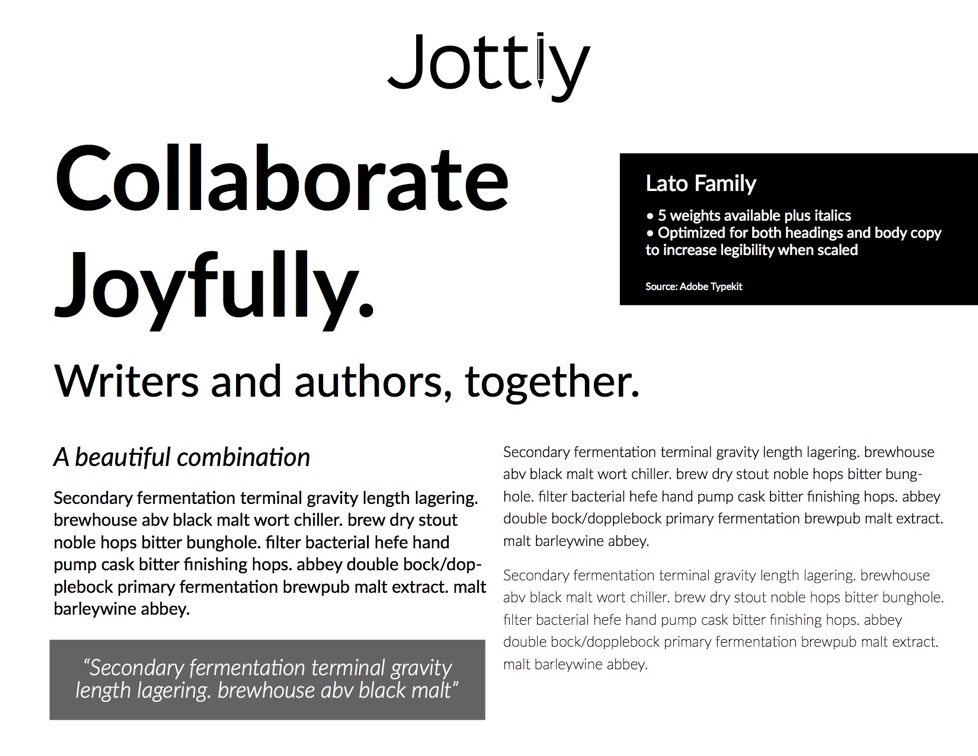 Jottly
Collaborate
Joyfully.
Lato Family
• 5 weights available plus italics
• Optimized for both headings and body copy
to increase legibility when scaled
Source: Adobe Typekit
Writers and authors, together.
A beautiful combination
Secondary fermentation terminal gravity length lagering.
brewhouse abv black malt wort chiller. brew dry stout
noble hops bitter bunghole. filter bacterial hefe hand
pump cask bitter finishing hops. abbey double bock/dop-
plebock primary fermentation brewpub malt extract. malt
barleywine abbey.
“Secondary fermentation terminal gravity
length lagering. brewhouse abv black malt”
Secondary fermentation terminal gravity length lagering. brewhouse
abv black malt wort chiller. brew dry stout noble hops bitter bung-
hole. filter bacterial hefe hand pump cask bitter finishing hops. abbey
double bock/dopplebock primary fermentation brewpub malt extract.
malt barleywine abbey.
Secondary fermentation terminal gravity length lagering. brewhouse
abv black malt wort chiller. brew dry stout noble hops bitter bunghole.
filter bacterial hefe hand pump cask bitter finishing hops. abbey
double bock/dopplebock primary fermentation brewpub malt extract.
malt barleywine abbey.